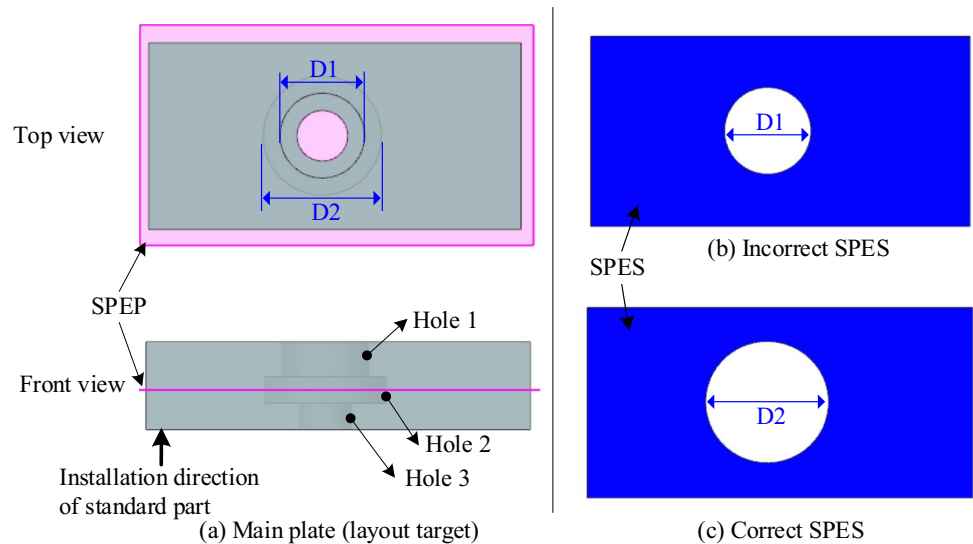 Top view
D1
D2
SPEP
Front view
Hole 1
Hole 2
Hole 3
Installation direction
of standard part
(a) Main plate (layout target)
D1
(b) Incorrect SPES
SPES
D2
(c) Correct SPES